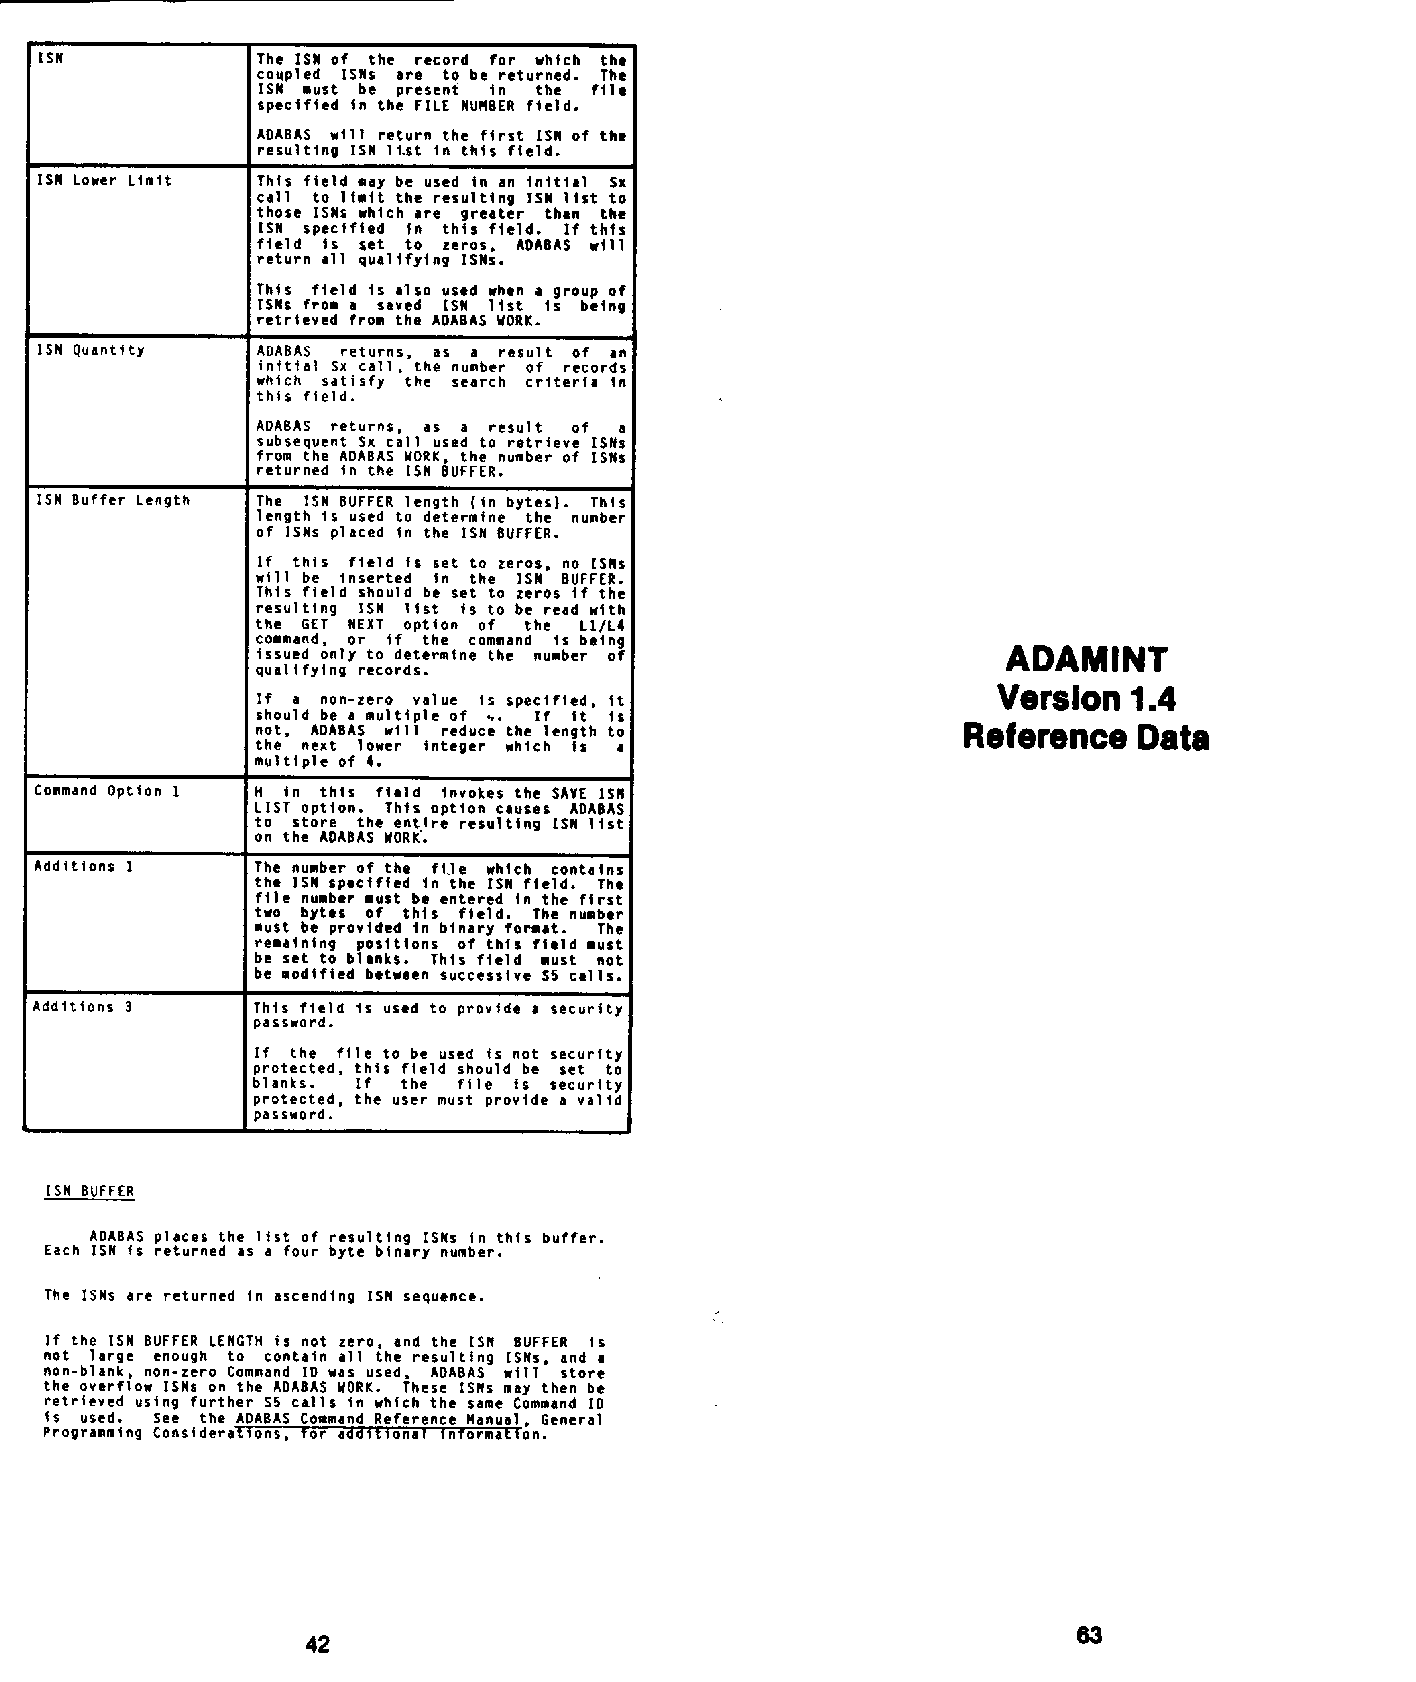 ISN
The ISN of the record for which the
coupled ISNs are to be returned. The
ISN must be present in the file
specified in the FILE NUMBER field.
ADABAS will return the first ISN of the
resulting ISN list in this field.
ISN Lower Limit
This field may be used in an initial Sx
call to limit the resulting ISN list to
those ISNs which are greater than the
ISN specified in this field. If this
field is set to zeros, ADABAS will
return all qualifying ISNs.
This field is also used when a group of
ISNs from a saved ISN list is being
retrieved from the ADABAS WORK.
ISN Quantity
ADABAS returns, as a result of an
initial Sx call, the number of records
which satisfy the search criteria in
this field.
ADABAS returns, as a result of a
subsequent Sx call used to retrieve ISNs
from the ADABAS WORK, the number of ISNs
returned in the ISN BUFFER.
ISN Buffer Length
The ISN BUFFER length (in bytes). This
length is used to determine the number
of ISNs placed in the ISN BUFFER.
If this field is set to zeros, no ISNs
will be inserted in the ISN BUFFER.
This field should be set to zeros if the
resulting ISN list is to be read with
the GET NEXT option of the L1/L4
command, or if the command is being
issued only to determine the number of
qualifying records.
If a non-zero value is specified, it
should be a multiple of . If it is
not, ADABAS will reduce the length to
the next lower integer which is a
multiple of 4.
Command Option 1
H in this field invokes the SAVE ISN
LIST option. This option causes ADABAS
to store the entire resulting ISN list
on the ADABAS WORK.
Additions 1
The number of the file which contains
the ISN specified in the ISN field. The
file number must be entered in the first
two bytes of this field. The number
must be provided in binary format. The
remaining positions of this field must
be set to blanks. This field must not
be modified between successive S5 calls.
Additions 3
This field is used to provide a security
password.
If the file to be used is not security
protected, this field should be set to
blanks. If the file is security
protected, the user must provide a valid
password.
ISN BUFFER
ADABAS places the list of resulting ISNs in this buffer.
Each ISN is returned as a four byte binary number.
The ISNs are returned in ascending ISN sequence.
If the ISN BUFFER LENGTH is not zero, and the ISN BUFFER is
not large enough to contain all the resulting ISNs, and a
non-blank, non-zero Command ID was used, ADABAS will store
the overflow ISNs on the ADABAS WORK. These ISNs may then be
retrieved using further S5 calls in which the same Command ID
is used. See the ADABAS Command Reference Manual, General
Programming Considerations, for additional information.
42
ADAMINT
Version 1.4
Reference Data
63